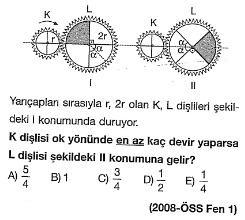 K L K L
r 2r
α α α α
I II
Yarıçapları sırasıyla r, 2r olan K, L dişlileri şekil-
deki I konumunda duruyor.
K dişlisi ok yönünde en az kaç devir yaparsa
L dişlisi şekildeki II konumuna gelir?
A) 5/4 B) 1 C) 3/4 D) 1/2 E) 1/4
(2008-ÖSS Fen 1)